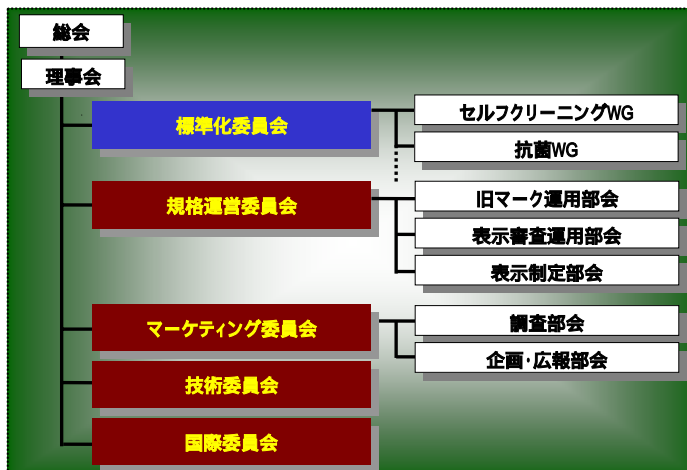 総会
理事会
標準化委員会
セルフクリーニングWG
抗菌WG
規格運営委員会
旧マーク運用部会
表示審査運用部会
表示制定部会
マーケティング委員会
調査部会
企画・広報部会
技術委員会
国際委員会